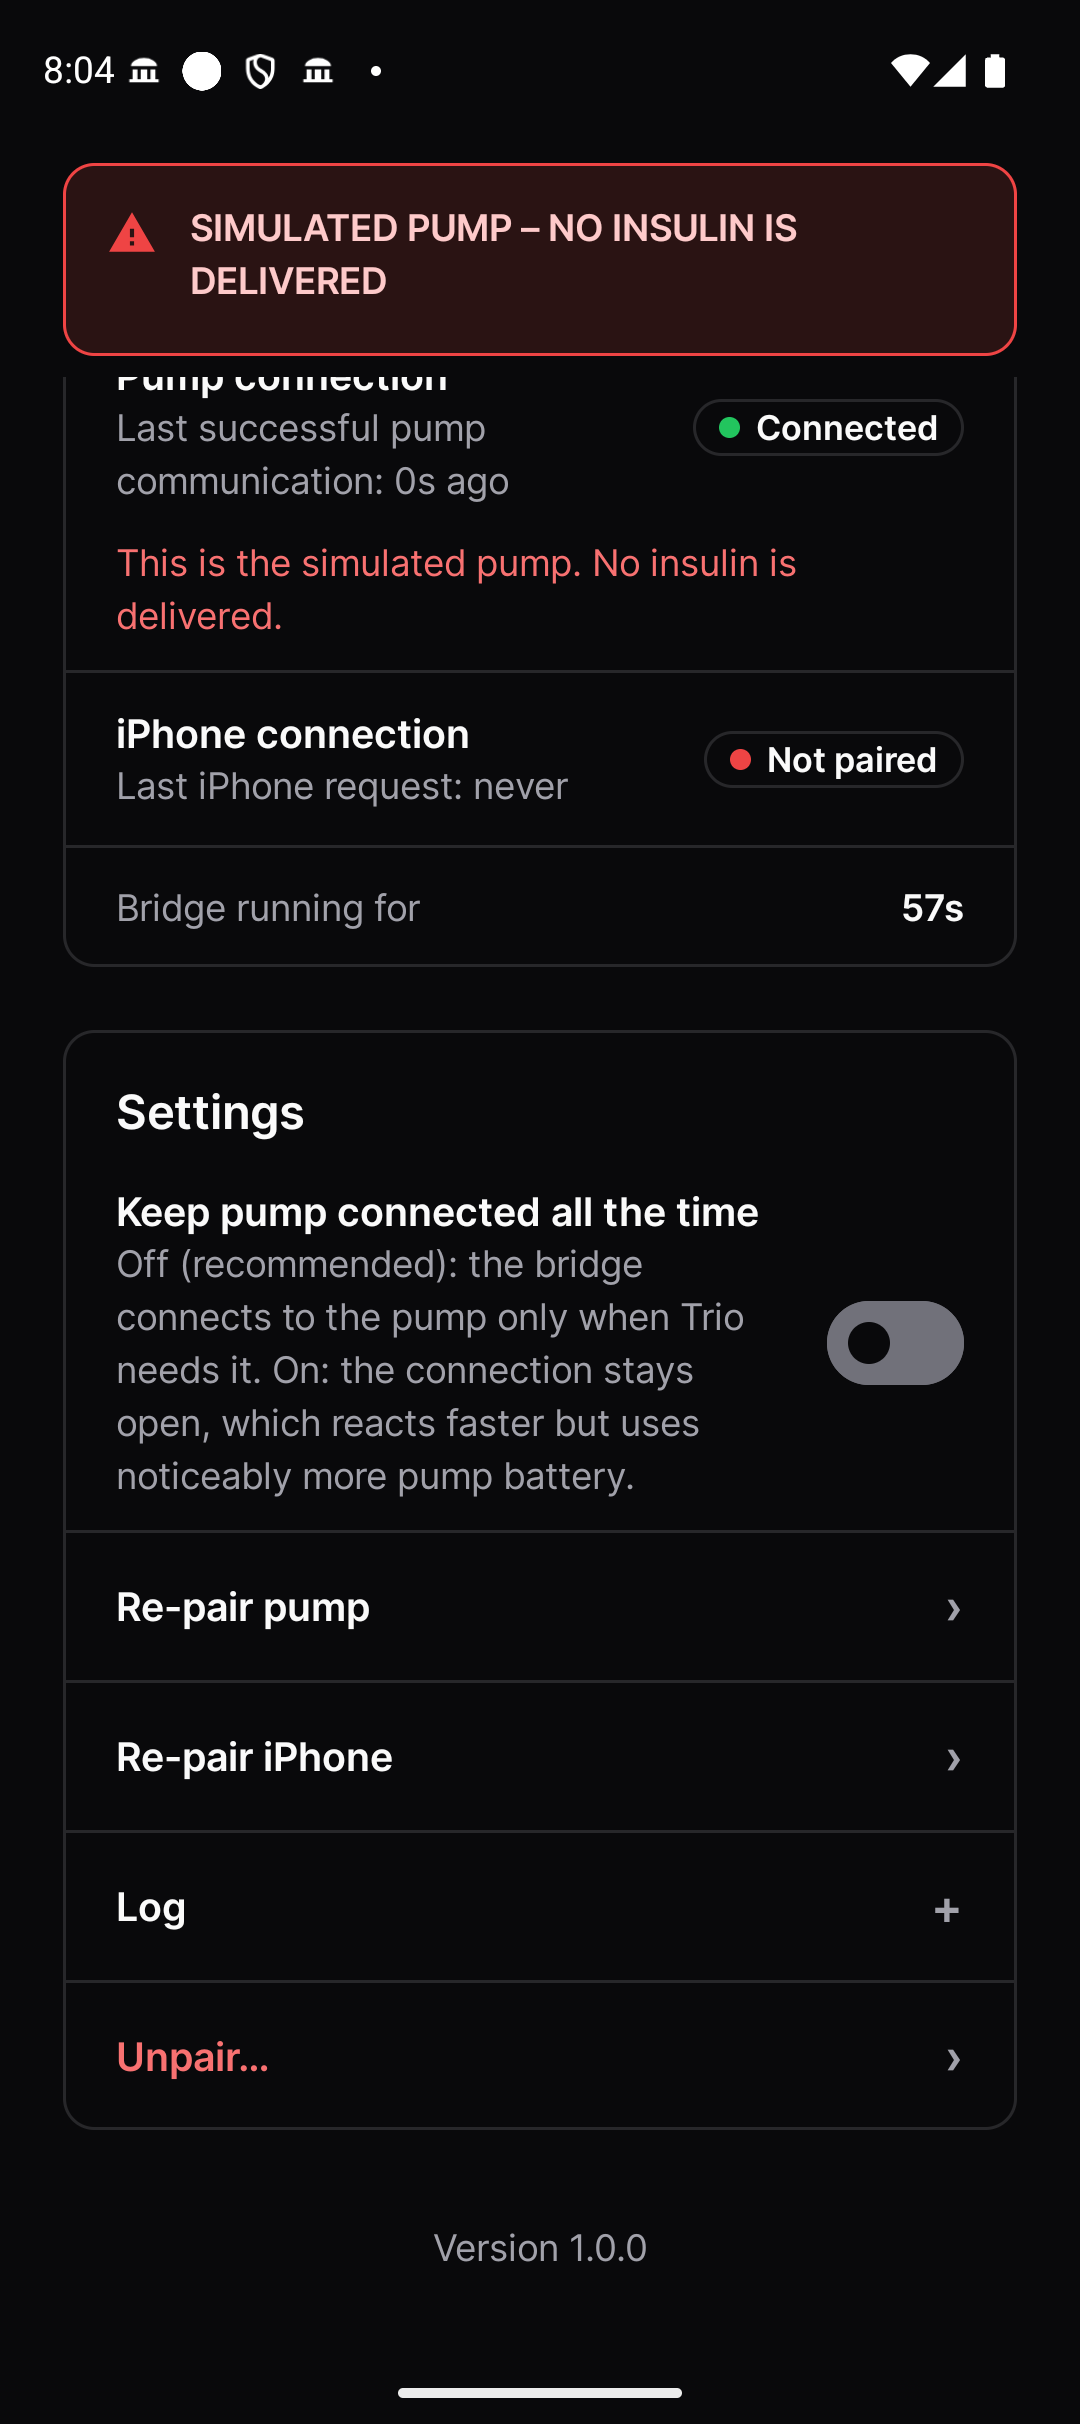 8:04
SIMULATED PUMP – NO INSULIN IS
DELIVERED
Pump connection
Last successful pump
communication: 0s ago
Connected
This is the simulated pump. No insulin is
delivered.
iPhone connection
Last iPhone request: never
Not paired
Bridge running for
57s
Settings
Keep pump connected all the time
Off (recommended): the bridge
connects to the pump only when Trio
needs it. On: the connection stays
open, which reacts faster but uses
noticeably more pump battery.
Re-pair pump
Re-pair iPhone
Log
Unpair...
Version 1.0.0